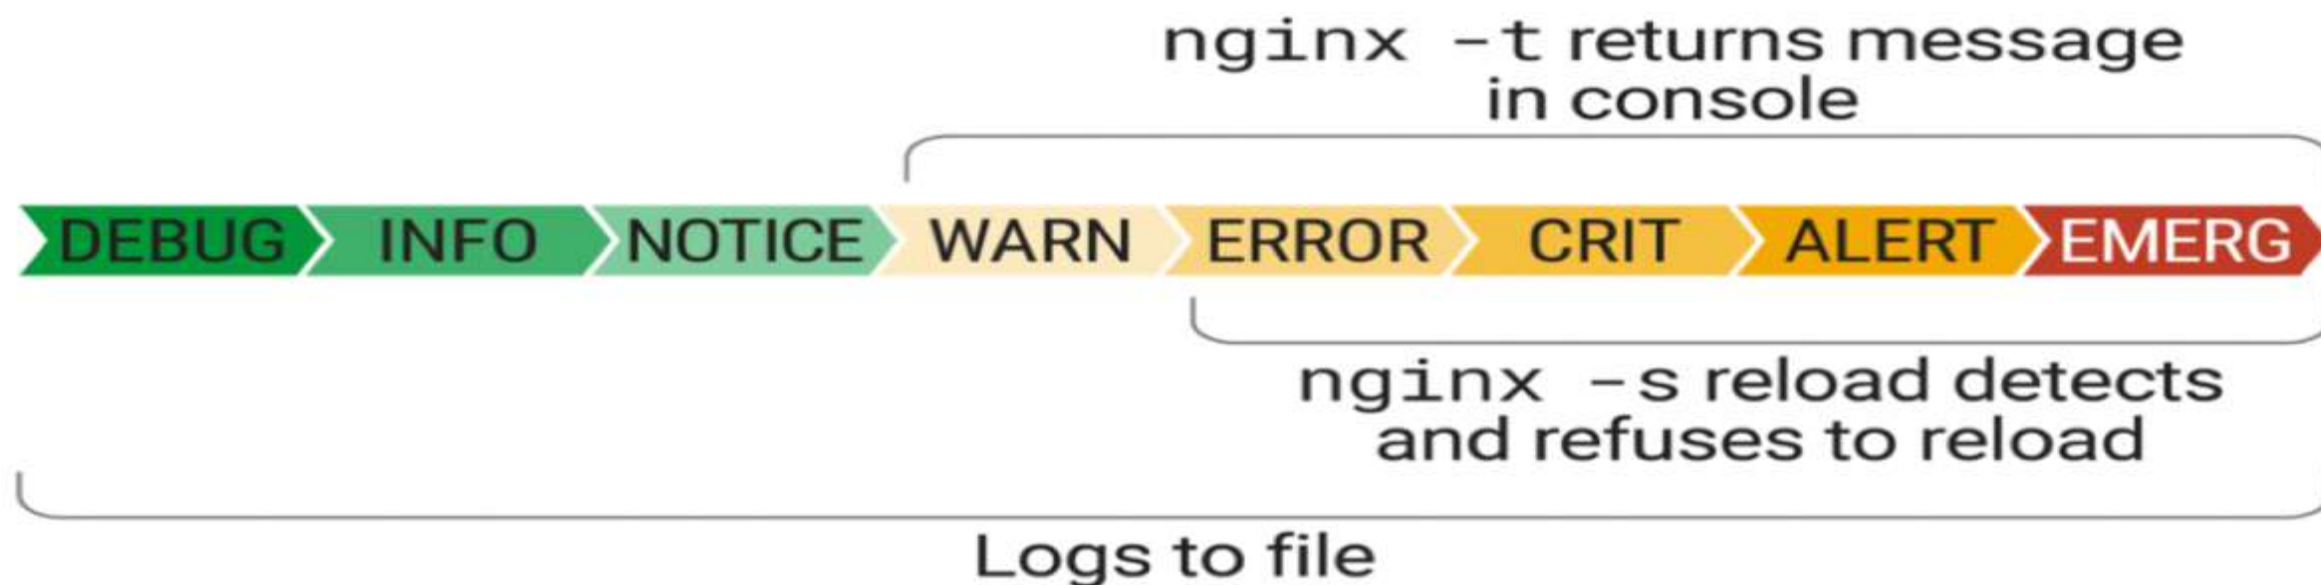 nginx -t returns message
in console
DEBUG INFO NOTICE WARN ERROR CRIT ALERT EMERG
nginx -s reload detects
and refuses to reload
Logs to file